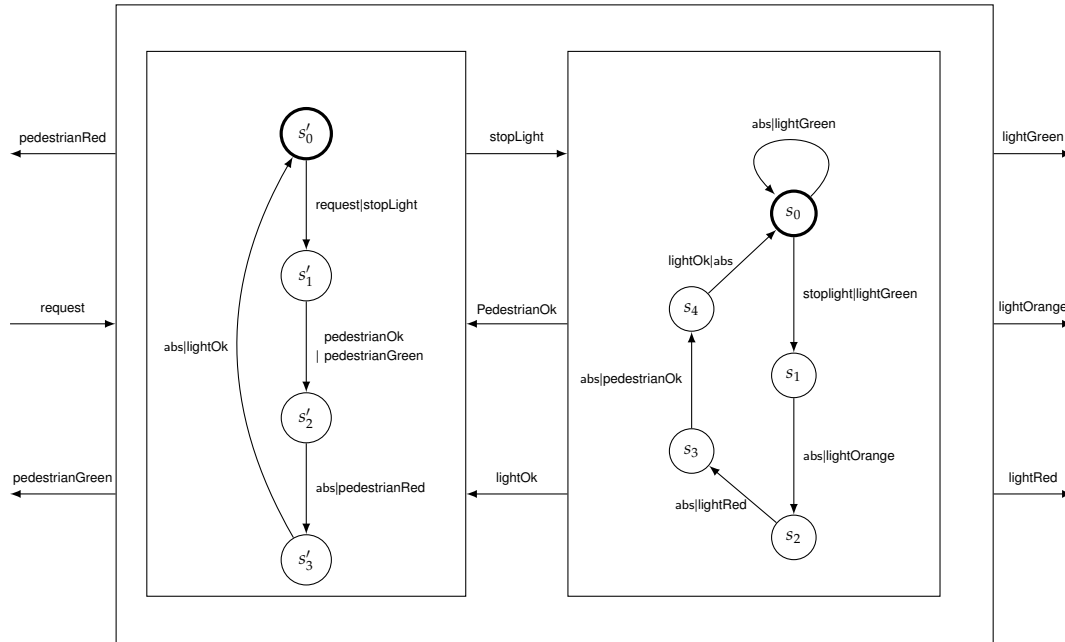 pedestrianRed
request
pedestrianGreen
s′0
request|stopLight
s′1
abs|lightOk
pedestrianOk
| pedestrianGreen
s′2
abs|pedestrianRed
s′3
stopLight
PedestrianOk
lightOk
abs|lightGreen
s0
lightOk|abs
stoplight|lightGreen
s4
s1
abs|pedestrianOk
s3
abs|lightOrange
abs|lightRed
s2
lightGreen
lightOrange
lightRed